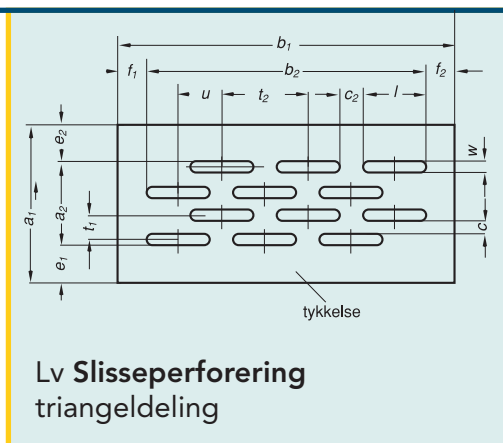 b₁
f₁ b₂ f₂
u t₂ c₂ l
e₂ w
a₁ a₂ t₁ c
e₁
tykkelse
Lv Slisseperforering
triangeldeling